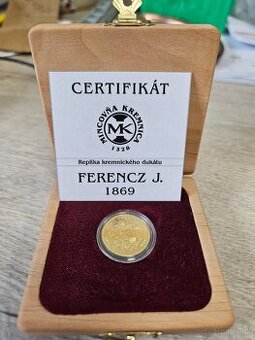 CERTIFIKÁT
MINCOVŇA KREMNICA
MK
1328
Replika kremnického dukátu
FERENCZ J.
1869